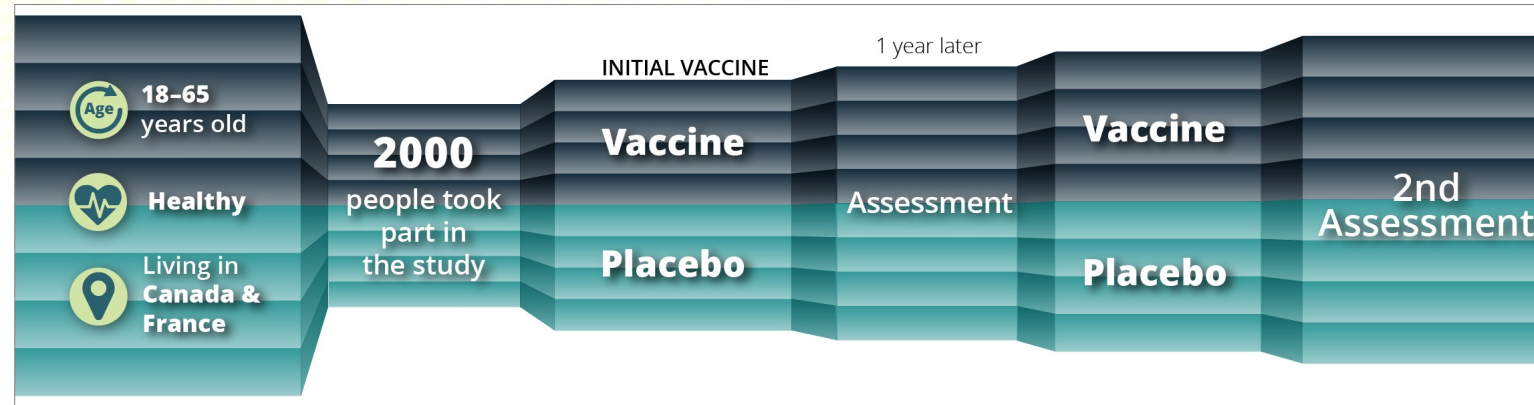 Age
18–65
years old
Healthy
Living in
Canada &
France
2000
people took
part in
the study
INITIAL VACCINE
Vaccine
Placebo
1 year later
Assessment
Vaccine
Placebo
2nd
Assessment